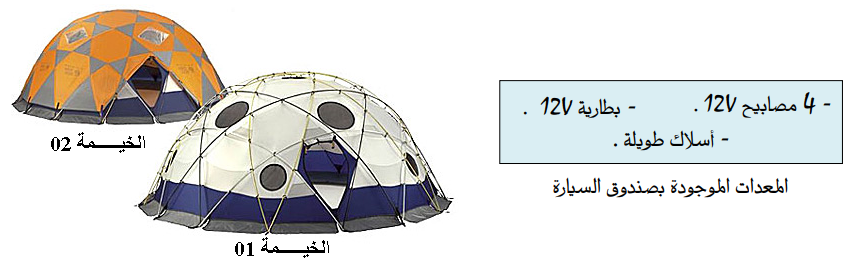 الخيـــمة 02
الخيـــمة 01
- 4 مصابيح 12V . - بطارية 12V .
- أسلاك طويلة .
المعدات الموجودة بصندوق السيارة